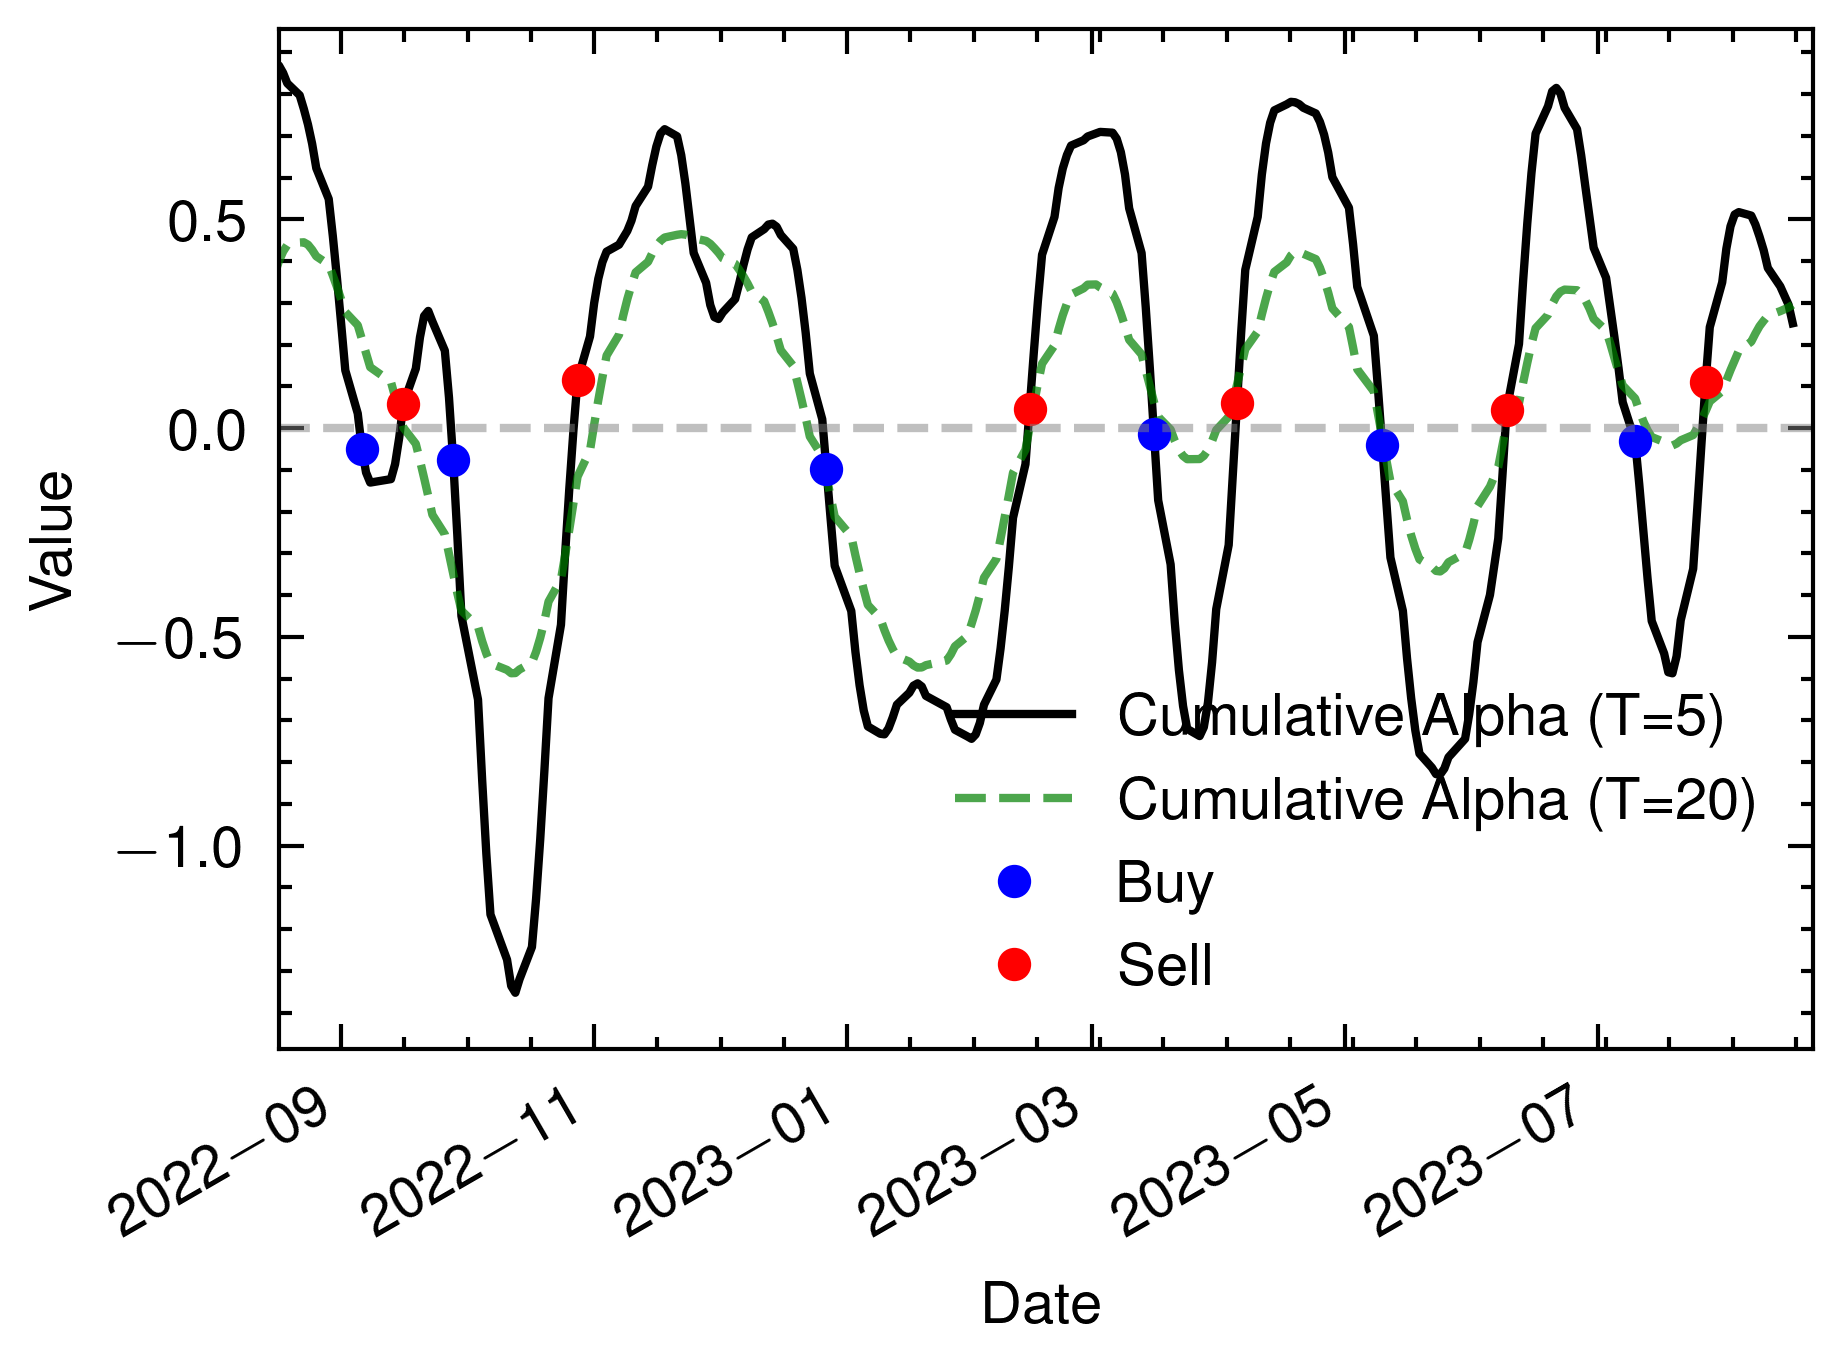 Value
0.5
0.0
−0.5
−1.0
Cumulative Alpha (T=5)
Cumulative Alpha (T=20)
Buy
Sell
2022−09
2022−11
2023−01
2023−03
2023−05
2023−07
Date